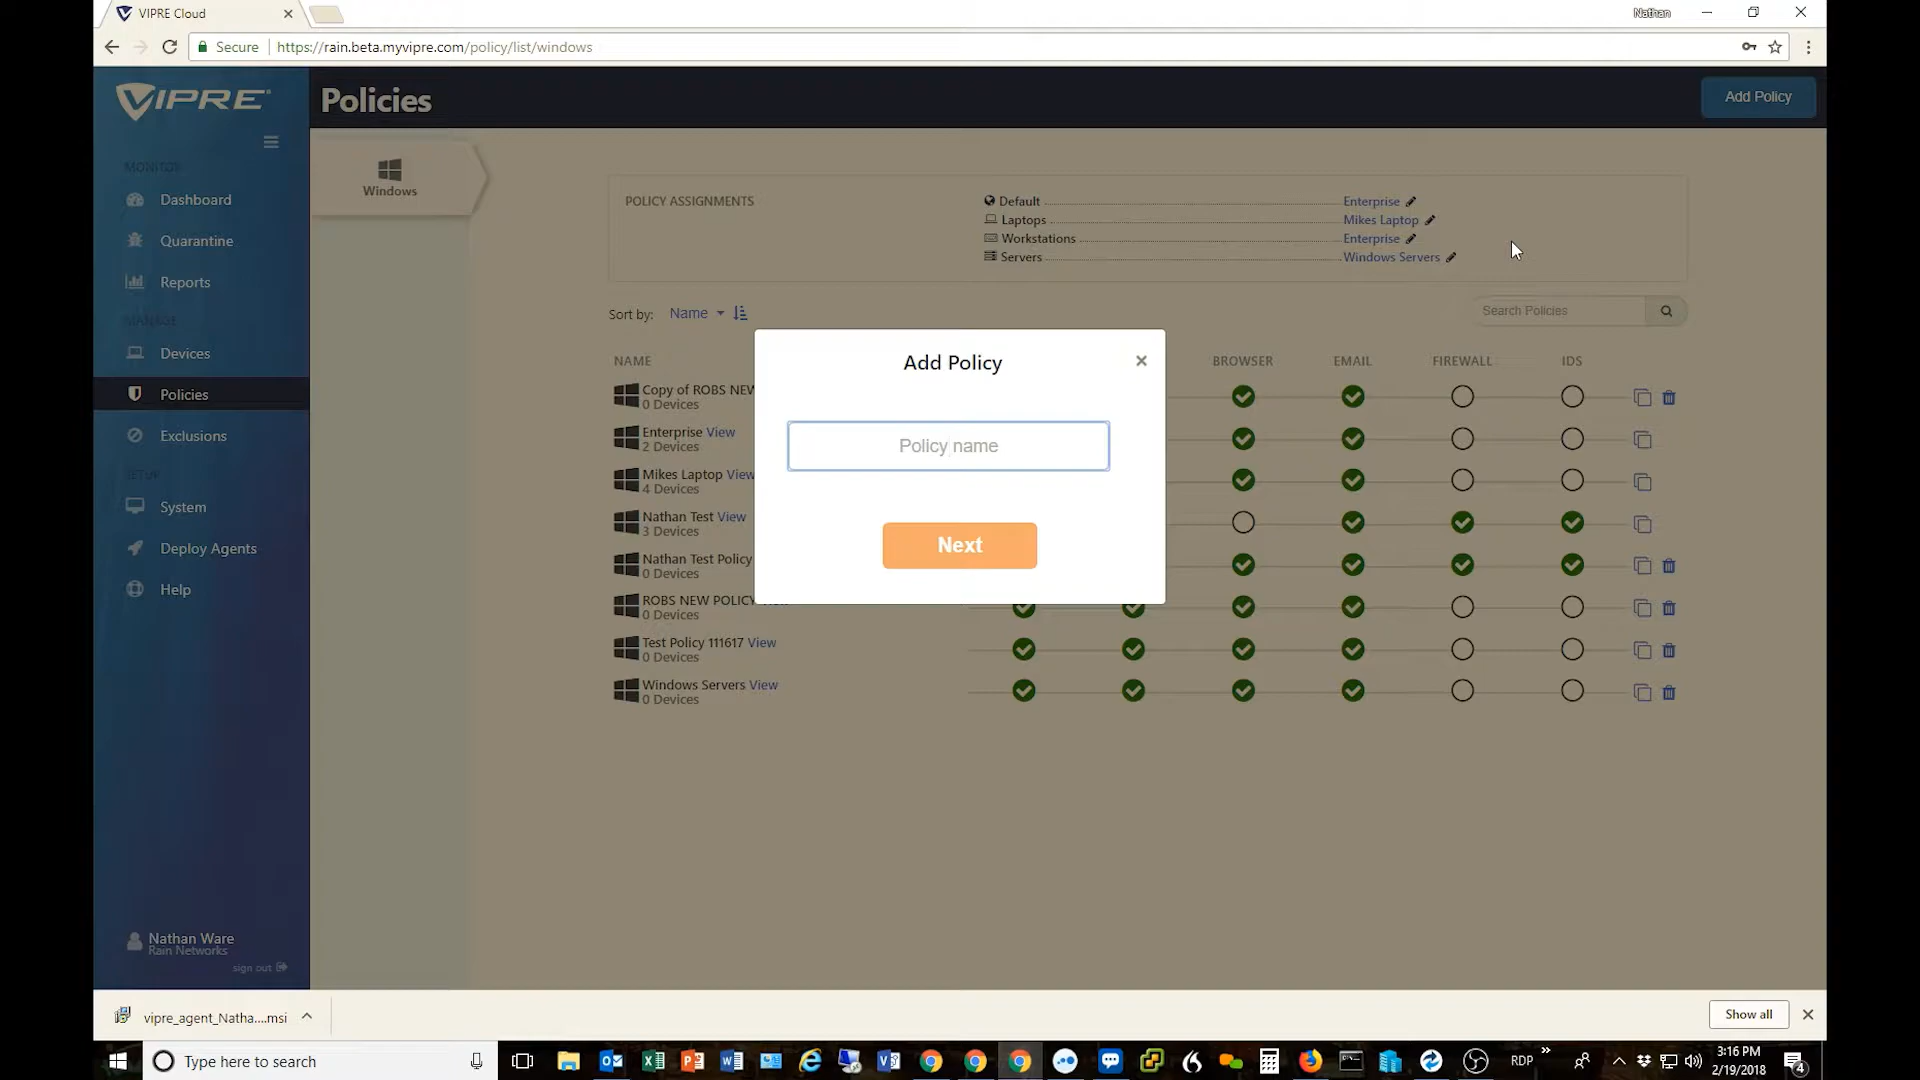 VIPRE Cloud
Nathan
Secure
https://rain.beta.myvipre.com/policy/list/windows
VIPRE
Policies
Add Policy
MONITOR
Dashboard
Quarantine
Reports
MANAGE
Devices
Policies
Exclusions
SETUP
System
Deploy Agents
Help
Nathan Ware
Rain Networks
sign out
Windows
POLICY ASSIGNMENTS
Default Enterprise
Laptops Mikes Laptop
Workstations Enterprise
Servers Windows Servers
Sort by: Name
Search Policies
NAME BROWSER EMAIL FIREWALL IDS
Copy of ROBS NEW
0 Devices
Enterprise View
2 Devices
Mikes Laptop View
4 Devices
Nathan Test View
3 Devices
Nathan Test Policy
0 Devices
ROBS NEW POLICY
0 Devices
Test Policy 111617 View
0 Devices
Windows Servers View
0 Devices
Add Policy
Policy name
Next
vipre_agent_Natha....msi
Show all
Type here to search
RDP
3:16 PM
2/19/2018
4